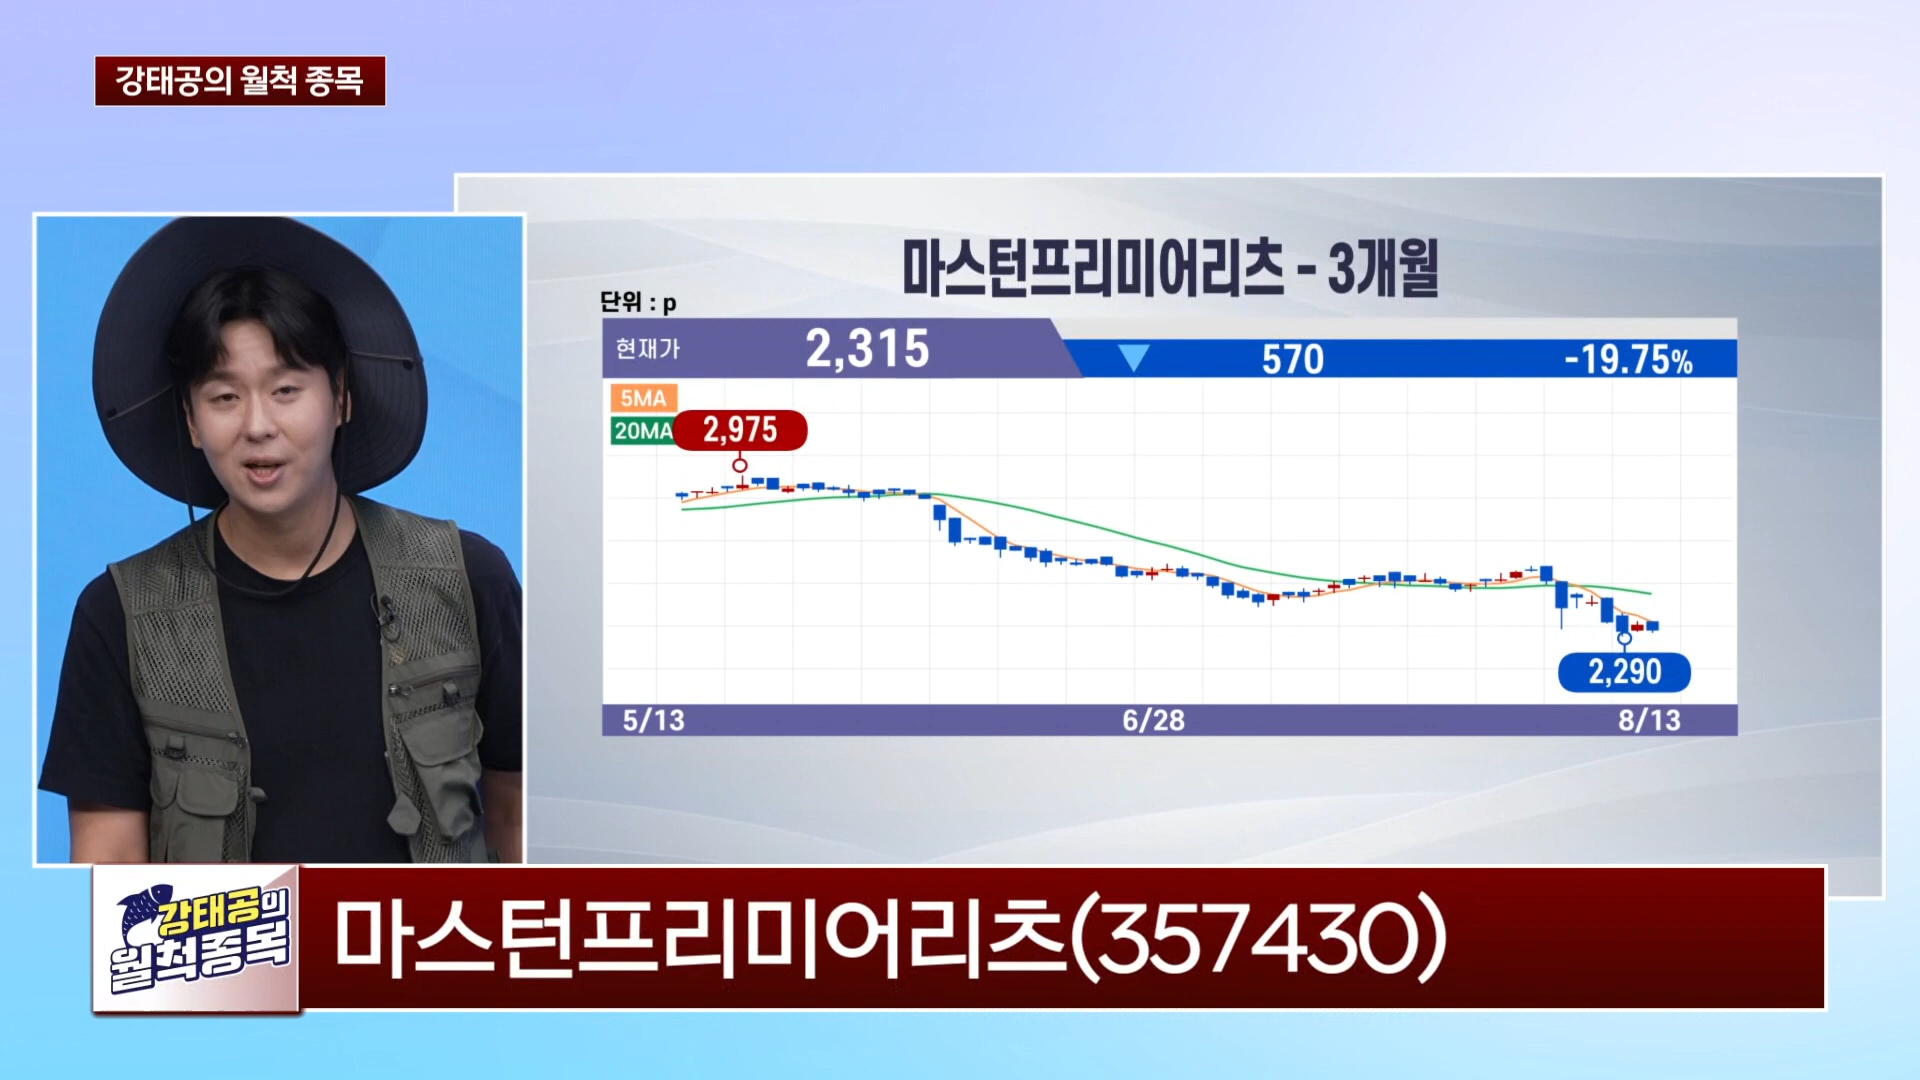 강태공의 월척 종목
마스턴프리미어리츠 - 3개월
단위 : p
현재가 2,315 ▼ 570 -19.75%
5MA
20MA
2,975
2,290
5/13 6/28 8/13
강태공의
월척종목
마스턴프리미어리츠(357430)